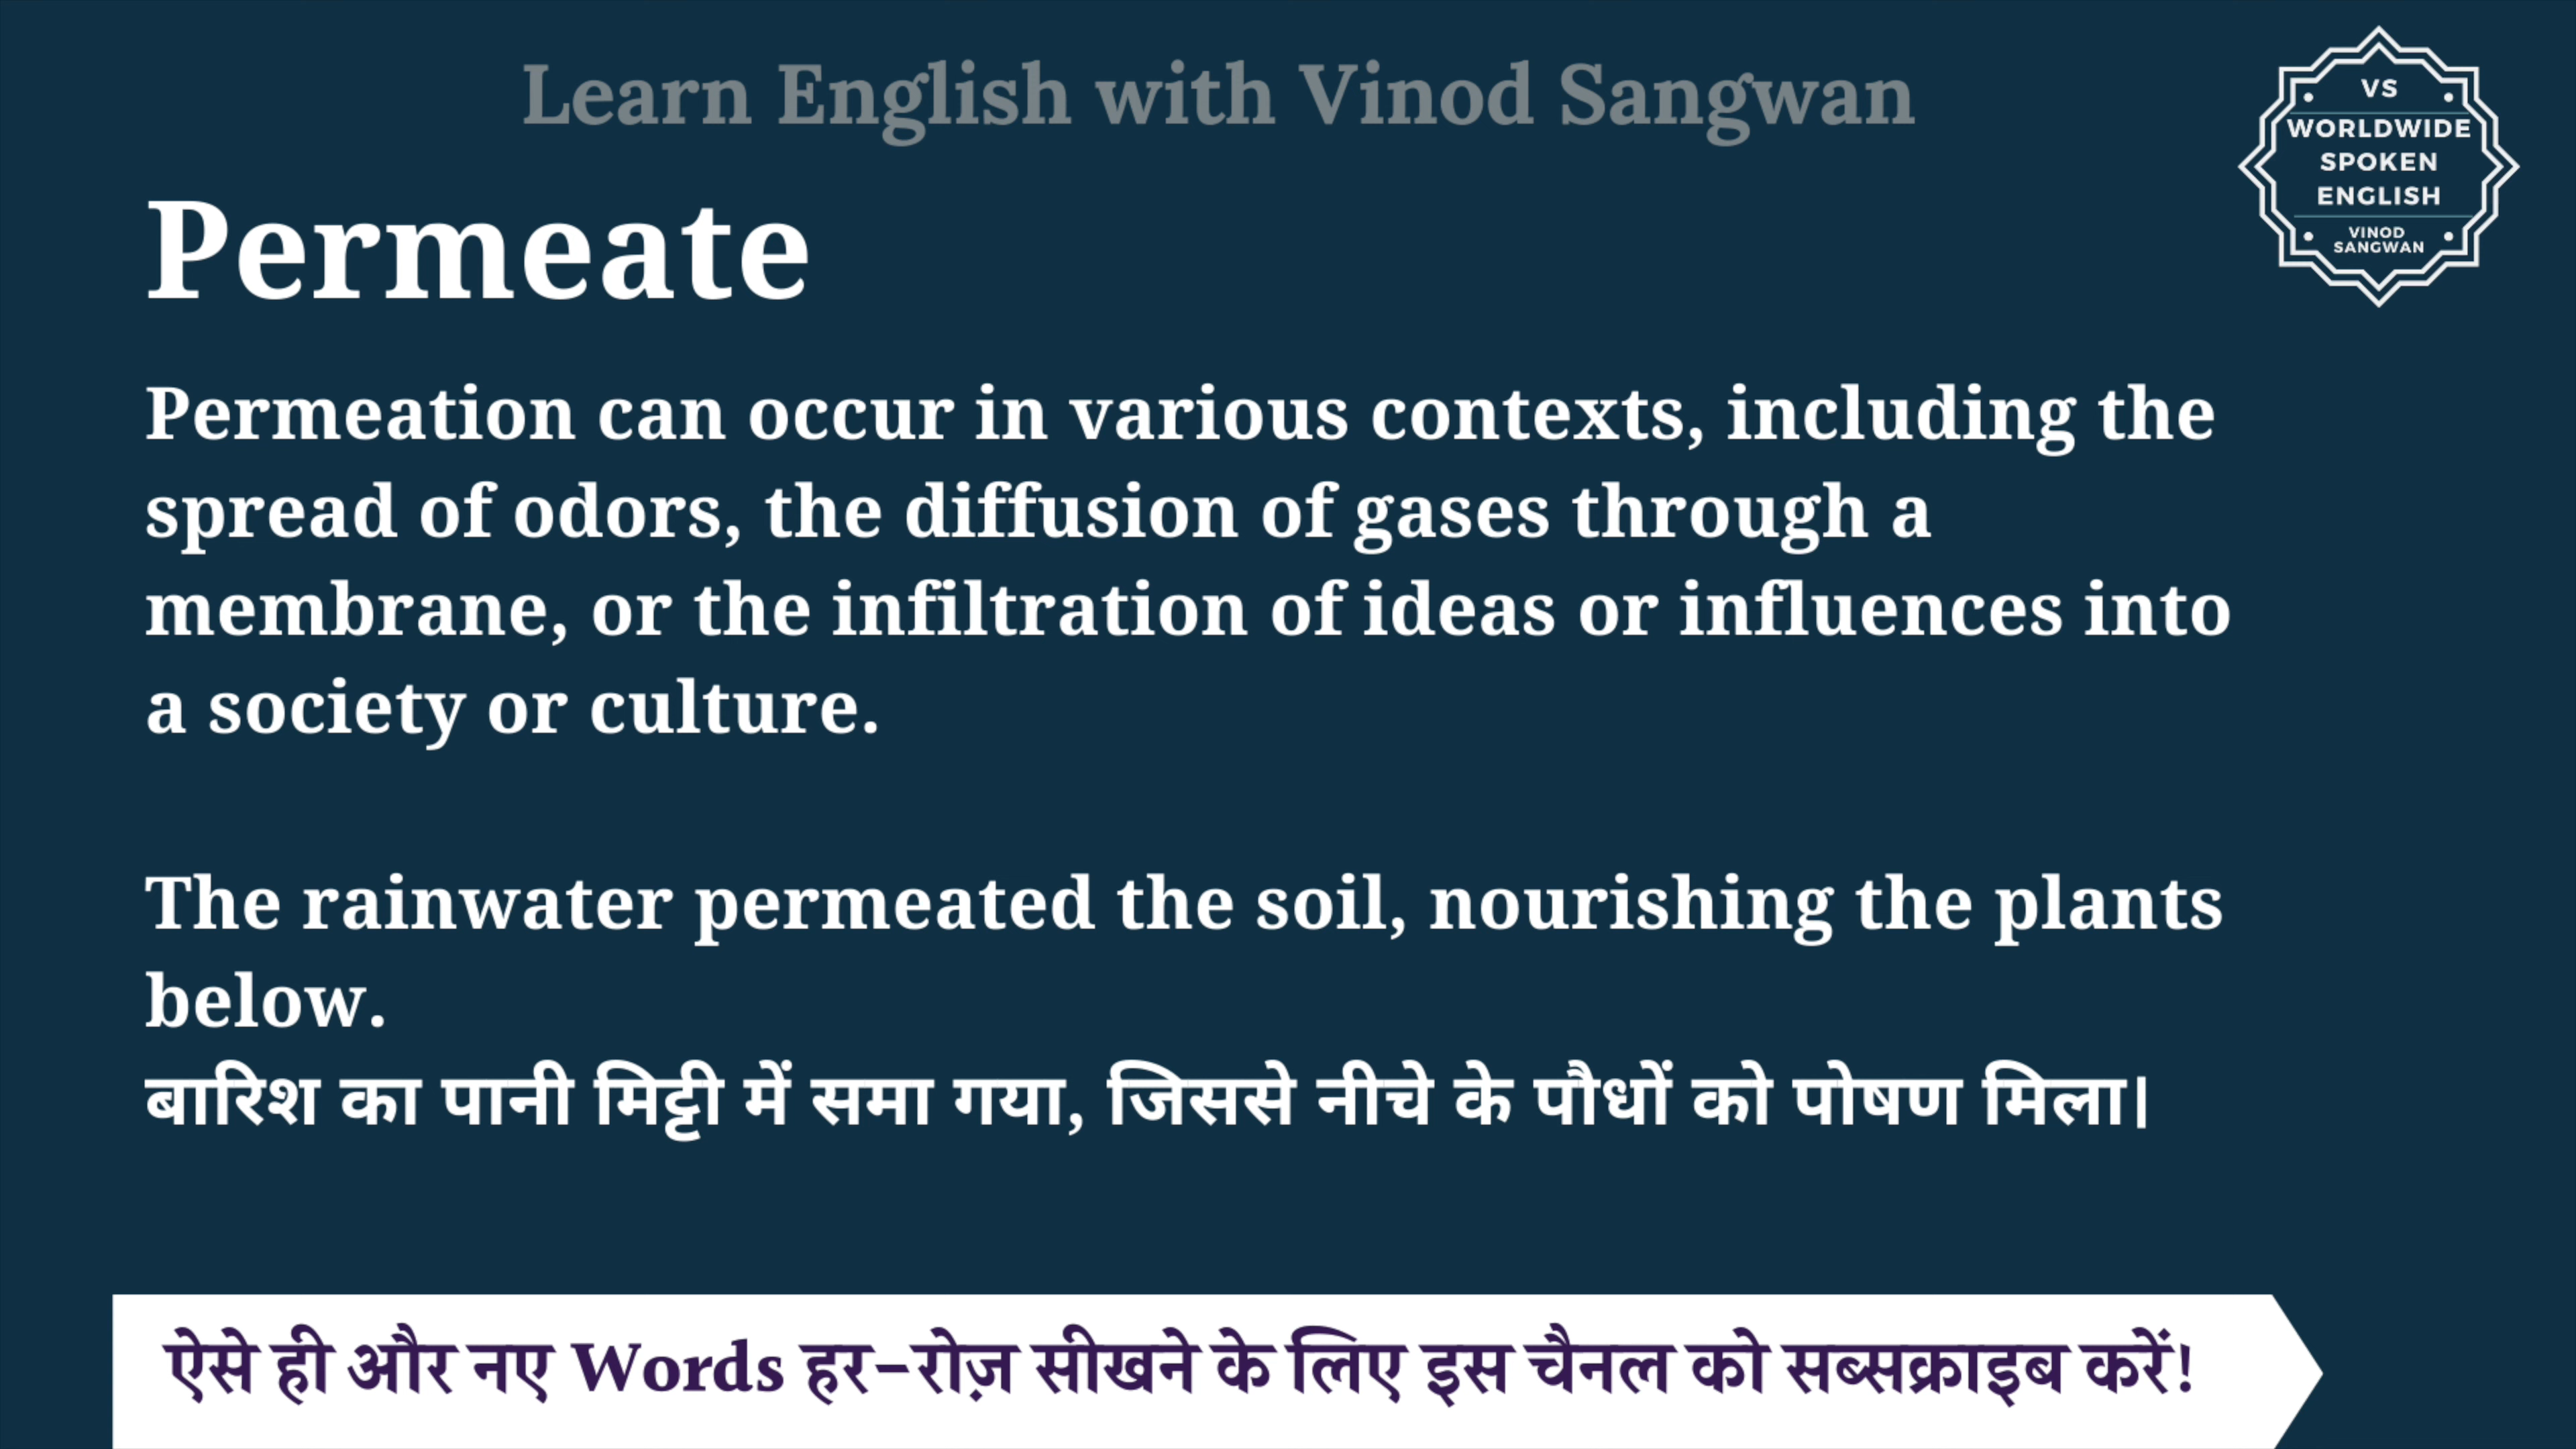 Learn English with Vinod Sangwan
VS
WORLDWIDE
SPOKEN
ENGLISH
VINOD
SANGWAN
Permeate
Permeation can occur in various contexts, including the
spread of odors, the diffusion of gases through a
membrane, or the infiltration of ideas or influences into
a society or culture.
The rainwater permeated the soil, nourishing the plants
below.
बारिश का पानी मिट्टी में समा गया, जिससे नीचे के पौधों को पोषण मिला।
ऐसे ही और नए Words हर-रोज़ सीखने के लिए इस चैनल को सब्सक्राइब करें!